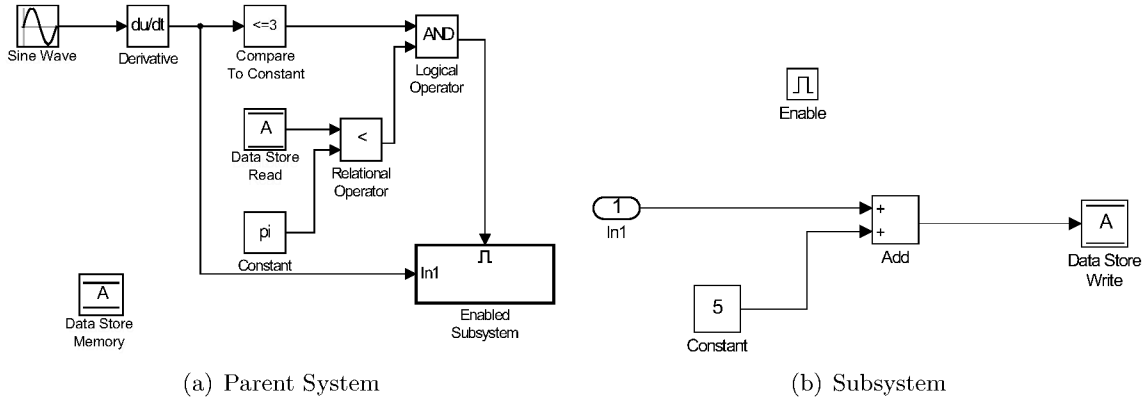 Sine Wave
du/dt
Derivative
<=3
Compare
To Constant
AND
Logical
Operator
A
Data Store
Read
<
Relational
Operator
pi
Constant
In1
Enabled
Subsystem
A
Data Store
Memory
(a) Parent System
Enable
1
In1
+
+
Add
A
Data Store
Write
5
Constant
(b) Subsystem